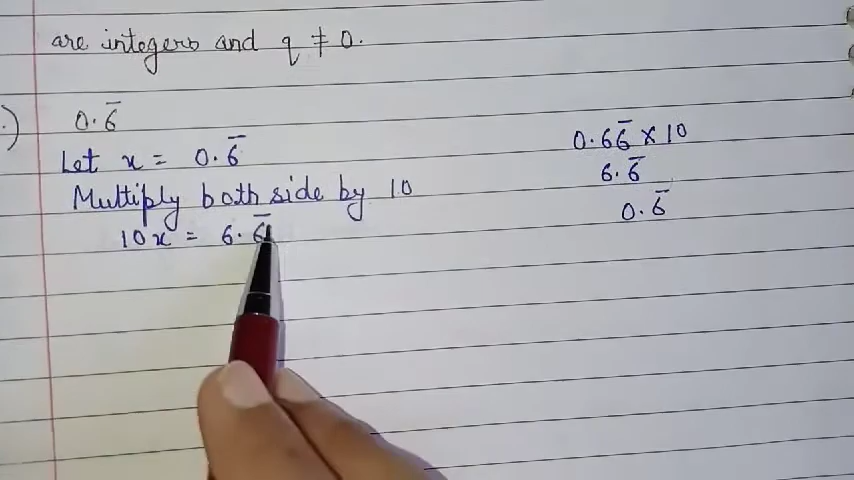 are integers and q ≠ 0.
.) 0.6̅
Let x = 0.6̅
Multiply both side by 10
10x = 6.6̅
0.66̅ × 10
6.6̅
0.6̅